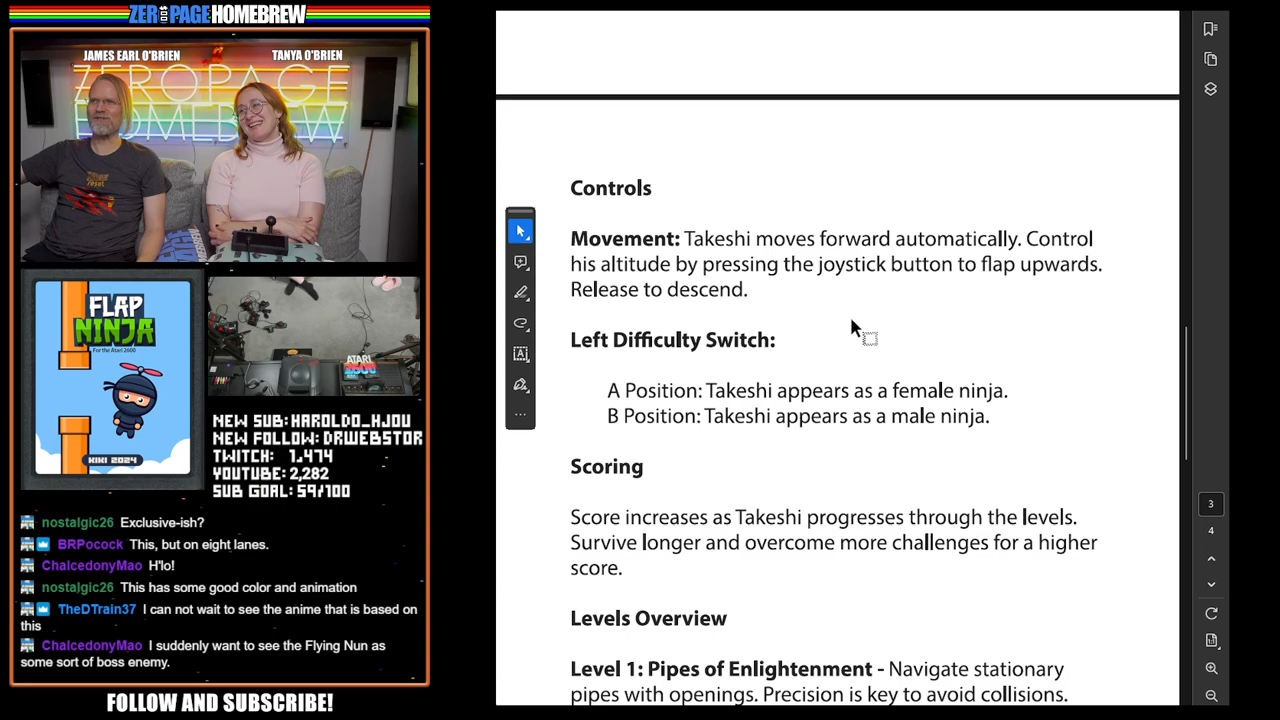 ZEROPAGE HOMEBREW
JAMES EARL O'BRIEN
TANYA O'BRIEN
ZEROPAGE
HOMEBREW
FLAP
NINJA
For the Atari 2600
KIKI 2024
ATARI
2600
NEW SUB: HAROLDO_HJOU
NEW FOLLOW: DRWEBSTOR
TWITCH: 1,474
YOUTUBE: 2,282
SUB GOAL: 59/100
nostalgic26 Exclusive-ish?
BRPocock This, but on eight lanes.
ChalcedonyMao H'lo!
nostalgic26 This has some good color and animation
TheDTrain37 I can not wait to see the anime that is based on
this
ChalcedonyMao I suddenly want to see the Flying Nun as
some sort of boss enemy.
FOLLOW AND SUBSCRIBE!
Controls
Movement: Takeshi moves forward automatically. Control
his altitude by pressing the joystick button to flap upwards.
Release to descend.
Left Difficulty Switch:
A Position: Takeshi appears as a female ninja.
B Position: Takeshi appears as a male ninja.
Scoring
Score increases as Takeshi progresses through the levels.
Survive longer and overcome more challenges for a higher
score.
Levels Overview
Level 1: Pipes of Enlightenment - Navigate stationary
pipes with openings. Precision is key to avoid collisions.
3
4